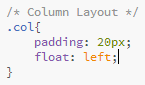 /* Column Layout */
.col{
    padding: 20px;
    float: left;
}